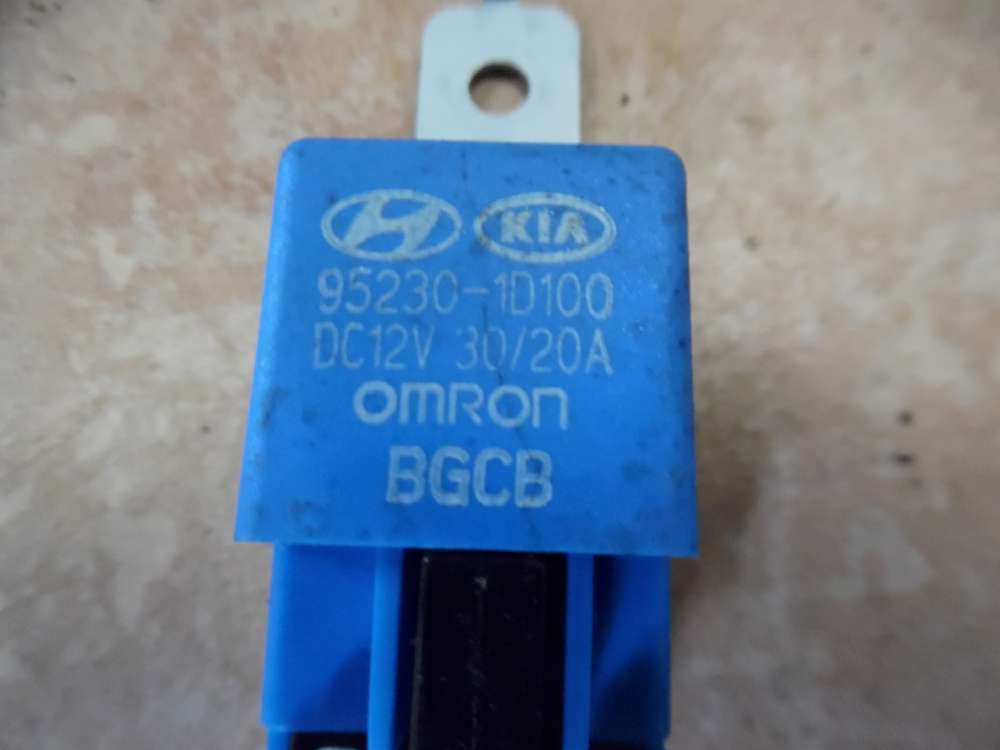 KIA
95230-1D100
DC12V 30/20A
OMRON
BGCB